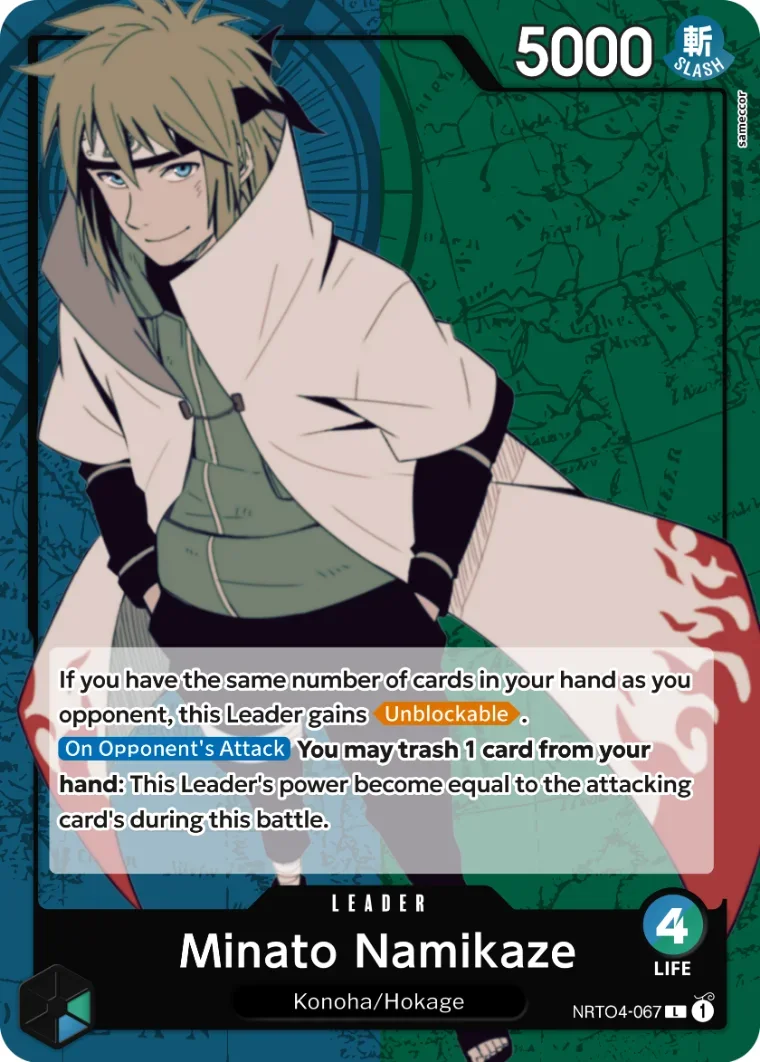 5000
斬
SLASH
sameccor
If you have the same number of cards in your hand as you
opponent, this Leader gains Unblockable.
On Opponent's Attack You may trash 1 card from your
hand: This Leader's power become equal to the attacking
card's during this battle.
LEADER
Minato Namikaze
4
LIFE
Konoha/Hokage
NRTO4-067 L 1